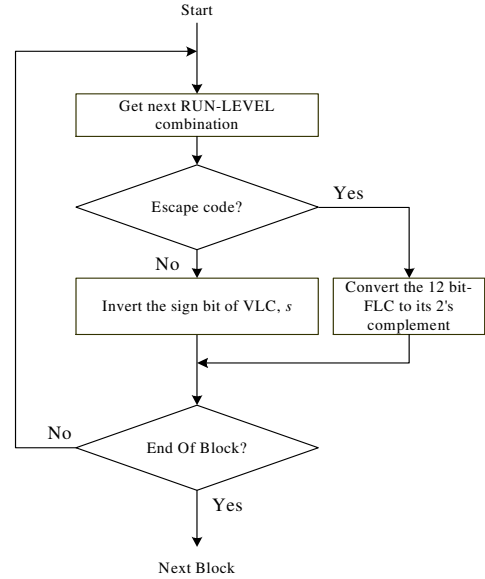 Start
Get next RUN-LEVEL
combination
Escape code?
Yes
No
Invert the sign bit of VLC, s
Convert the 12 bit-
FLC to its 2's
complement
No
End Of Block?
Yes
Next Block